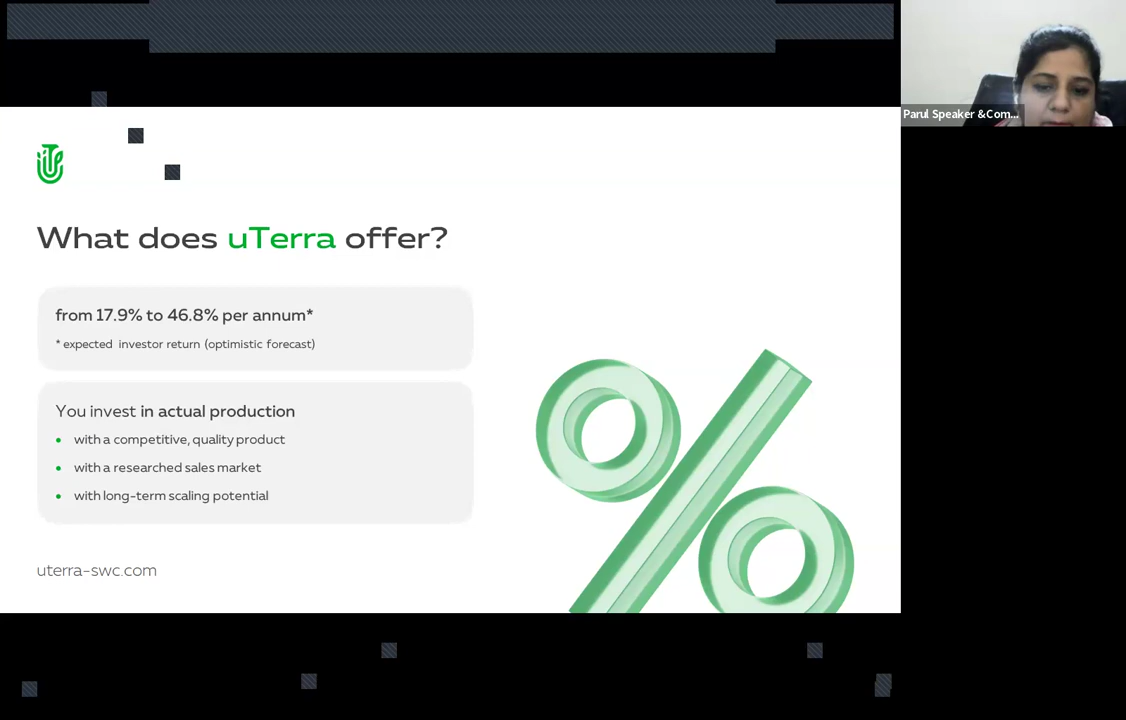 Parul Speaker &Com...
What does uTerra offer?
from 17.9% to 46.8% per annum*
* expected investor return (optimistic forecast)
You invest in actual production
with a competitive, quality product
with a researched sales market
with long-term scaling potential
uterra-swc.com